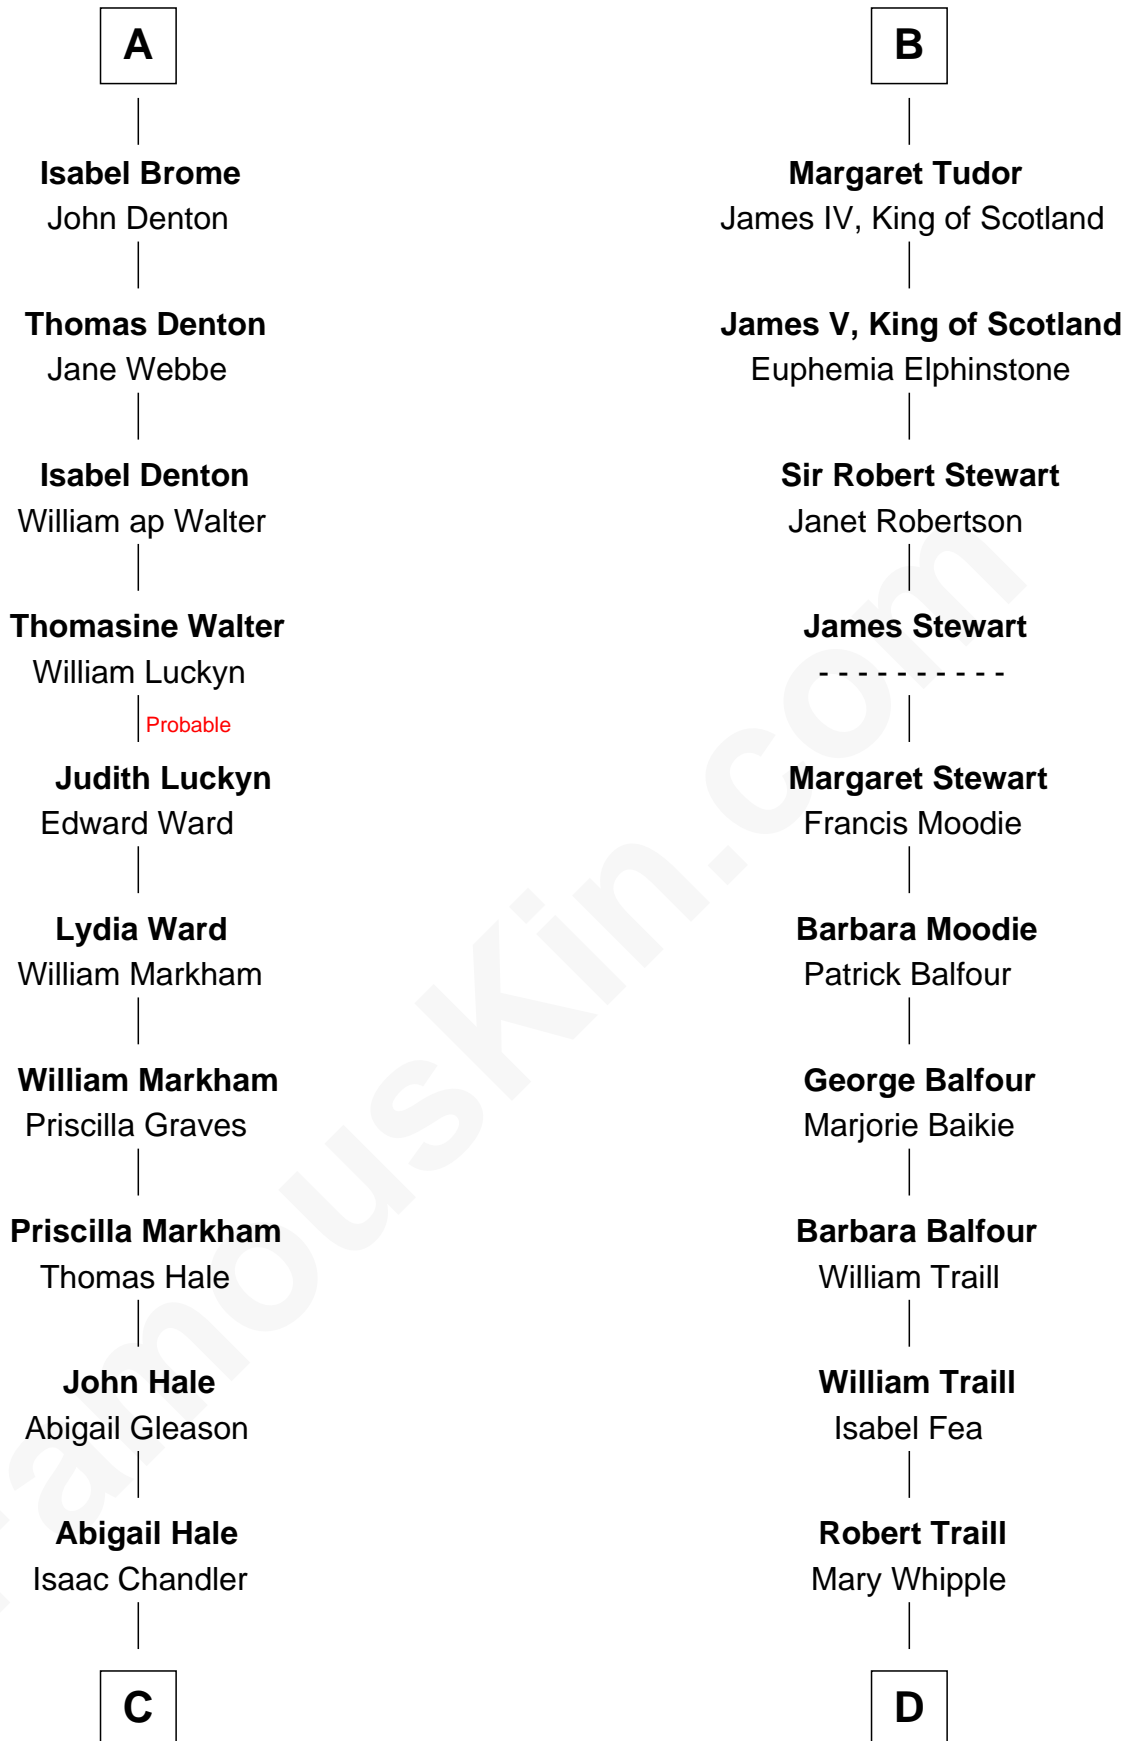 A
Isabel Brome
John Denton
Thomas Denton
Jane Webbe
Isabel Denton
William ap Walter
Thomasine Walter
William Luckyn
Probable
Judith Luckyn
Edward Ward
Lydia Ward
William Markham
William Markham
Priscilla Graves
Priscilla Markham
Thomas Hale
John Hale
Abigail Gleason
Abigail Hale
Isaac Chandler
C
B
Margaret Tudor
James IV, King of Scotland
James V, King of Scotland
Euphemia Elphinstone
Sir Robert Stewart
Janet Robertson
James Stewart
- - - - - - - - - -
Margaret Stewart
Francis Moodie
Barbara Moodie
Patrick Balfour
George Balfour
Marjorie Baikie
Barbara Balfour
William Traill
William Traill
Isabel Fea
Robert Traill
Mary Whipple
D
FamousKin.com